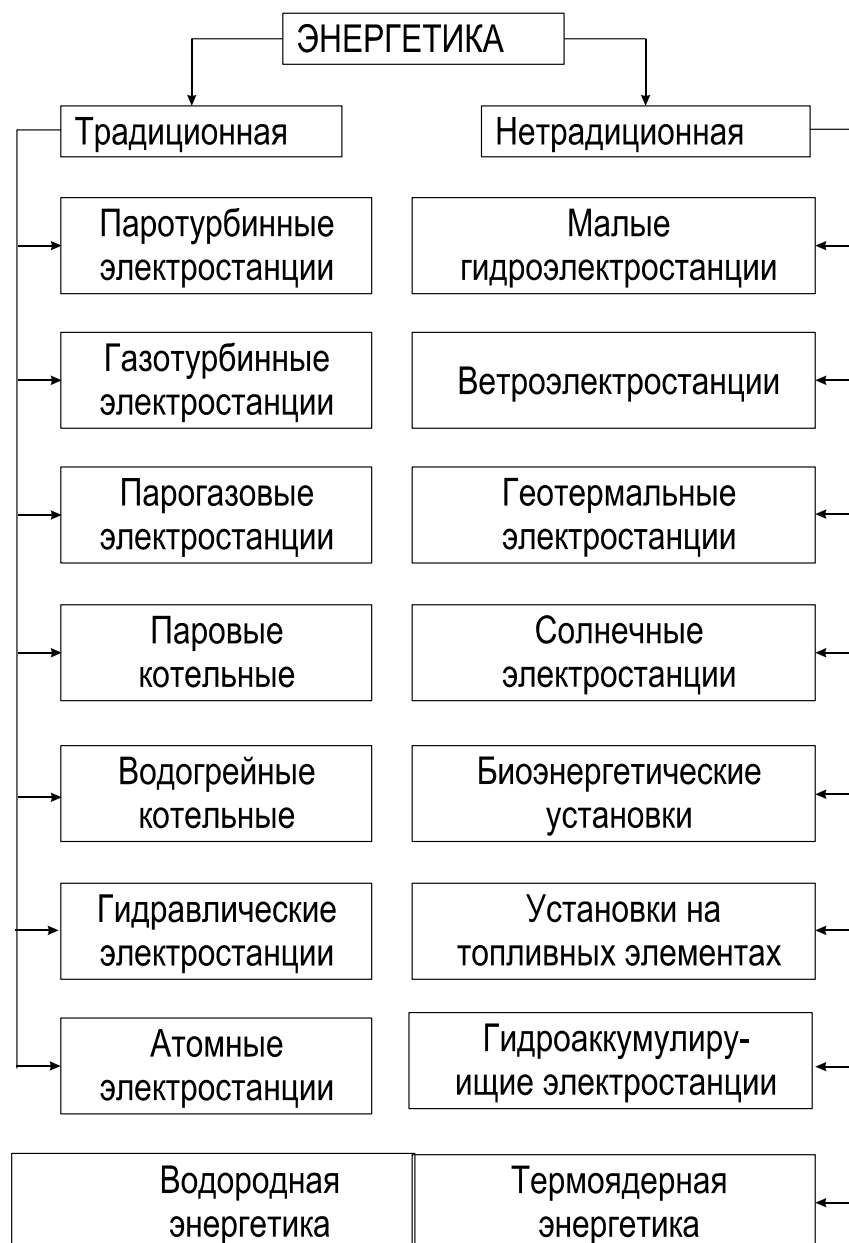 ЭНЕРГЕТИКА
Традиционная
Нетрадиционная
Паротурбинные
электростанции
Малые
гидроэлектростанции
Газотурбинные
электростанции
Ветроэлектростанции
Парогазовые
электростанции
Геотермальные
электростанции
Паровые
котельные
Солнечные
электростанции
Водогрейные
котельные
Биоэнергетические
установки
Гидравлические
электростанции
Установки на
топливных элементах
Атомные
электростанции
Гидроаккумулиру-
ищие электростанции
Водородная
энергетика
Термоядерная
энергетика